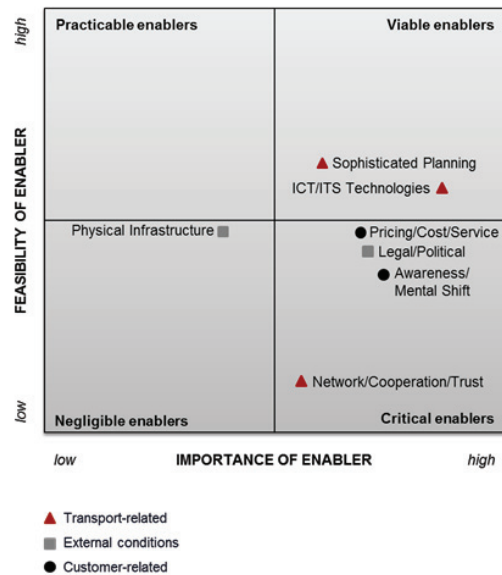 high
Practicable enablers
Viable enablers
FEASIBILITY OF ENABLER
Sophisticated Planning
ICT/ITS Technologies
Physical Infrastructure
Pricing/Cost/Service
Legal/Political
Awareness/
Mental Shift
Network/Cooperation/Trust
low
Negligible enablers
Critical enablers
low
IMPORTANCE OF ENABLER
high
Transport-related
External conditions
Customer-related